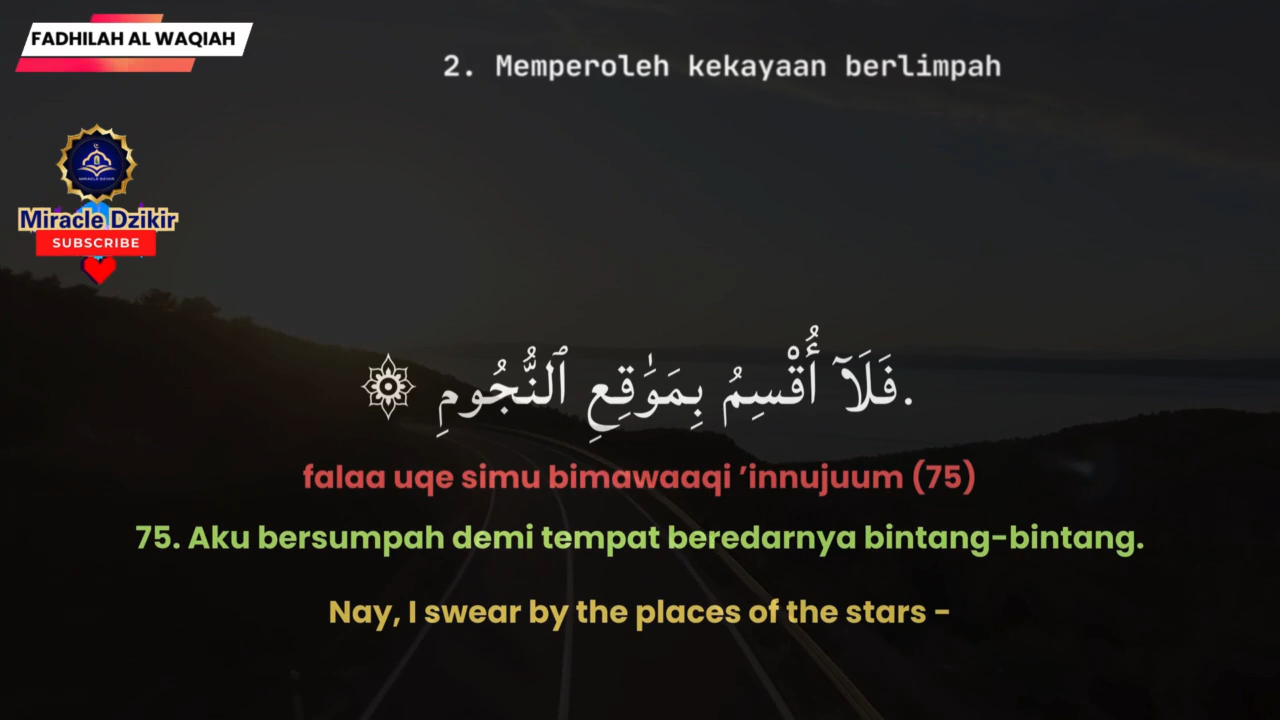 FADHILAH AL WAQIAH
2. Memperoleh kekayaan berlimpah
Miracle Dzikir
SUBSCRIBE
فَلَآ أُقْسِمُ بِمَوَٰقِعِ ٱلنُّجُومِ.
falaa uqe simu bimawaaqi ’innujuum (75)
75. Aku bersumpah demi tempat beredarnya bintang-bintang.
Nay, I swear by the places of the stars -